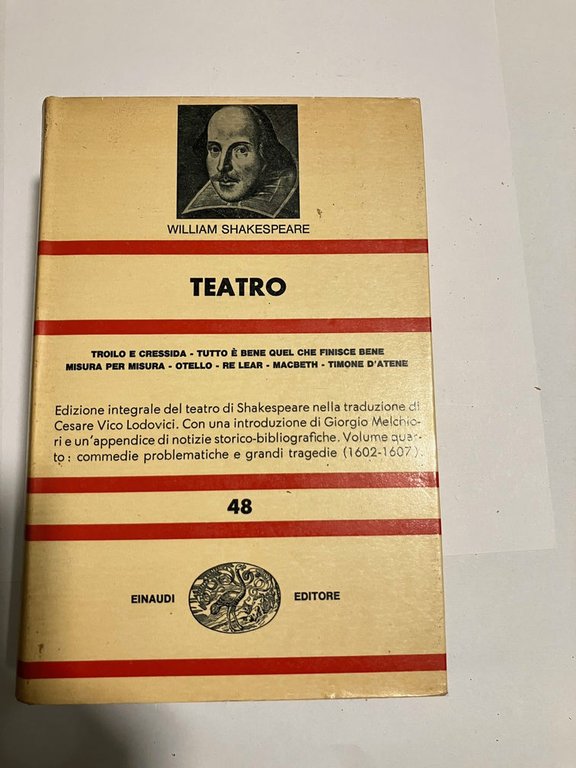 WILLIAM SHAKESPEARE
TEATRO
TROILO E CRESSIDA - TUTTO È BENE QUEL CHE FINISCE BENE
MISURA PER MISURA - OTELLO - RE LEAR - MACBETH - TIMONE D'ATENE
Edizione integrale del teatro di Shakespeare nella traduzione di
Cesare Vico Lodovici. Con una introduzione di Giorgio Melchio-
ri e un'appendice di notizie storico-bibliografiche. Volume quar-
to: commedie problematiche e grandi tragedie (1602-1607).
48
EINAUDI EDITORE